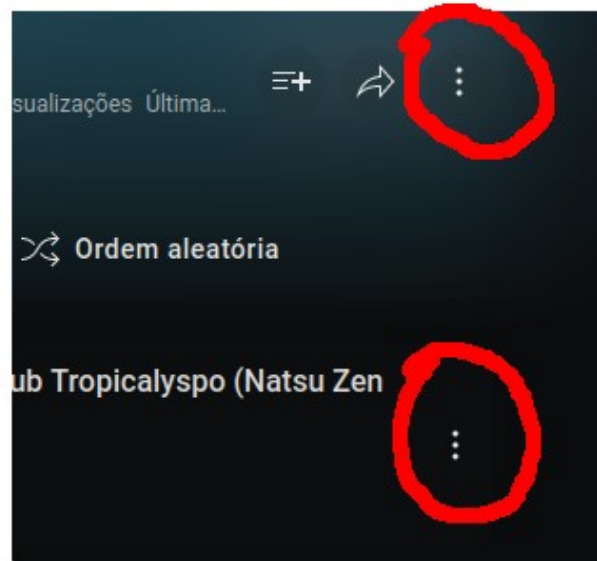 sualizações Última...
Ordem aleatória
ub Tropicalyspo (Natsu Zen